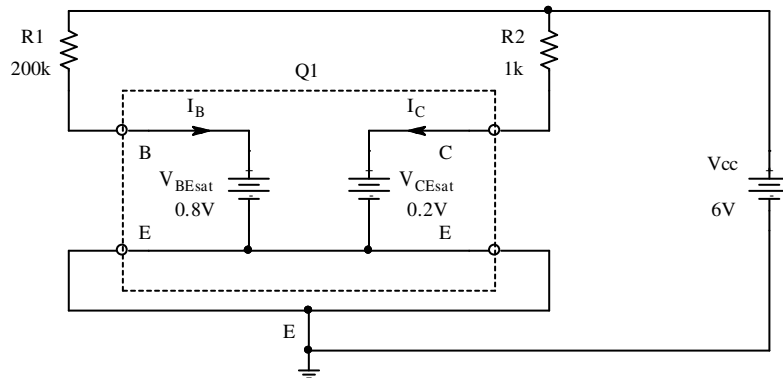 R1
200k
R2
1k
Q1
I_B
I_C
B
C
V_BEsat
0.8V
V_CEsat
0.2V
Vcc
6V
E
E
E